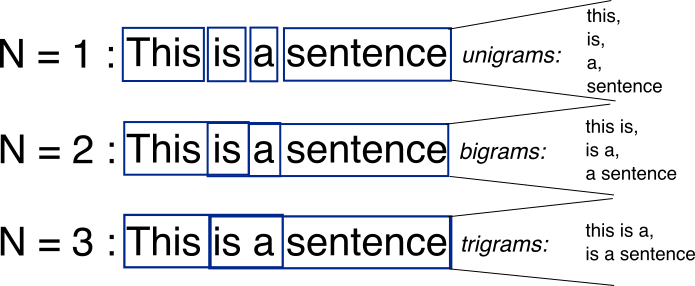 N = 1 : This is a sentence unigrams:
this,
is,
a,
sentence
N = 2 : This is a sentence bigrams:
this is,
is a,
a sentence
N = 3 : This is a sentence trigrams:
this is a,
is a sentence